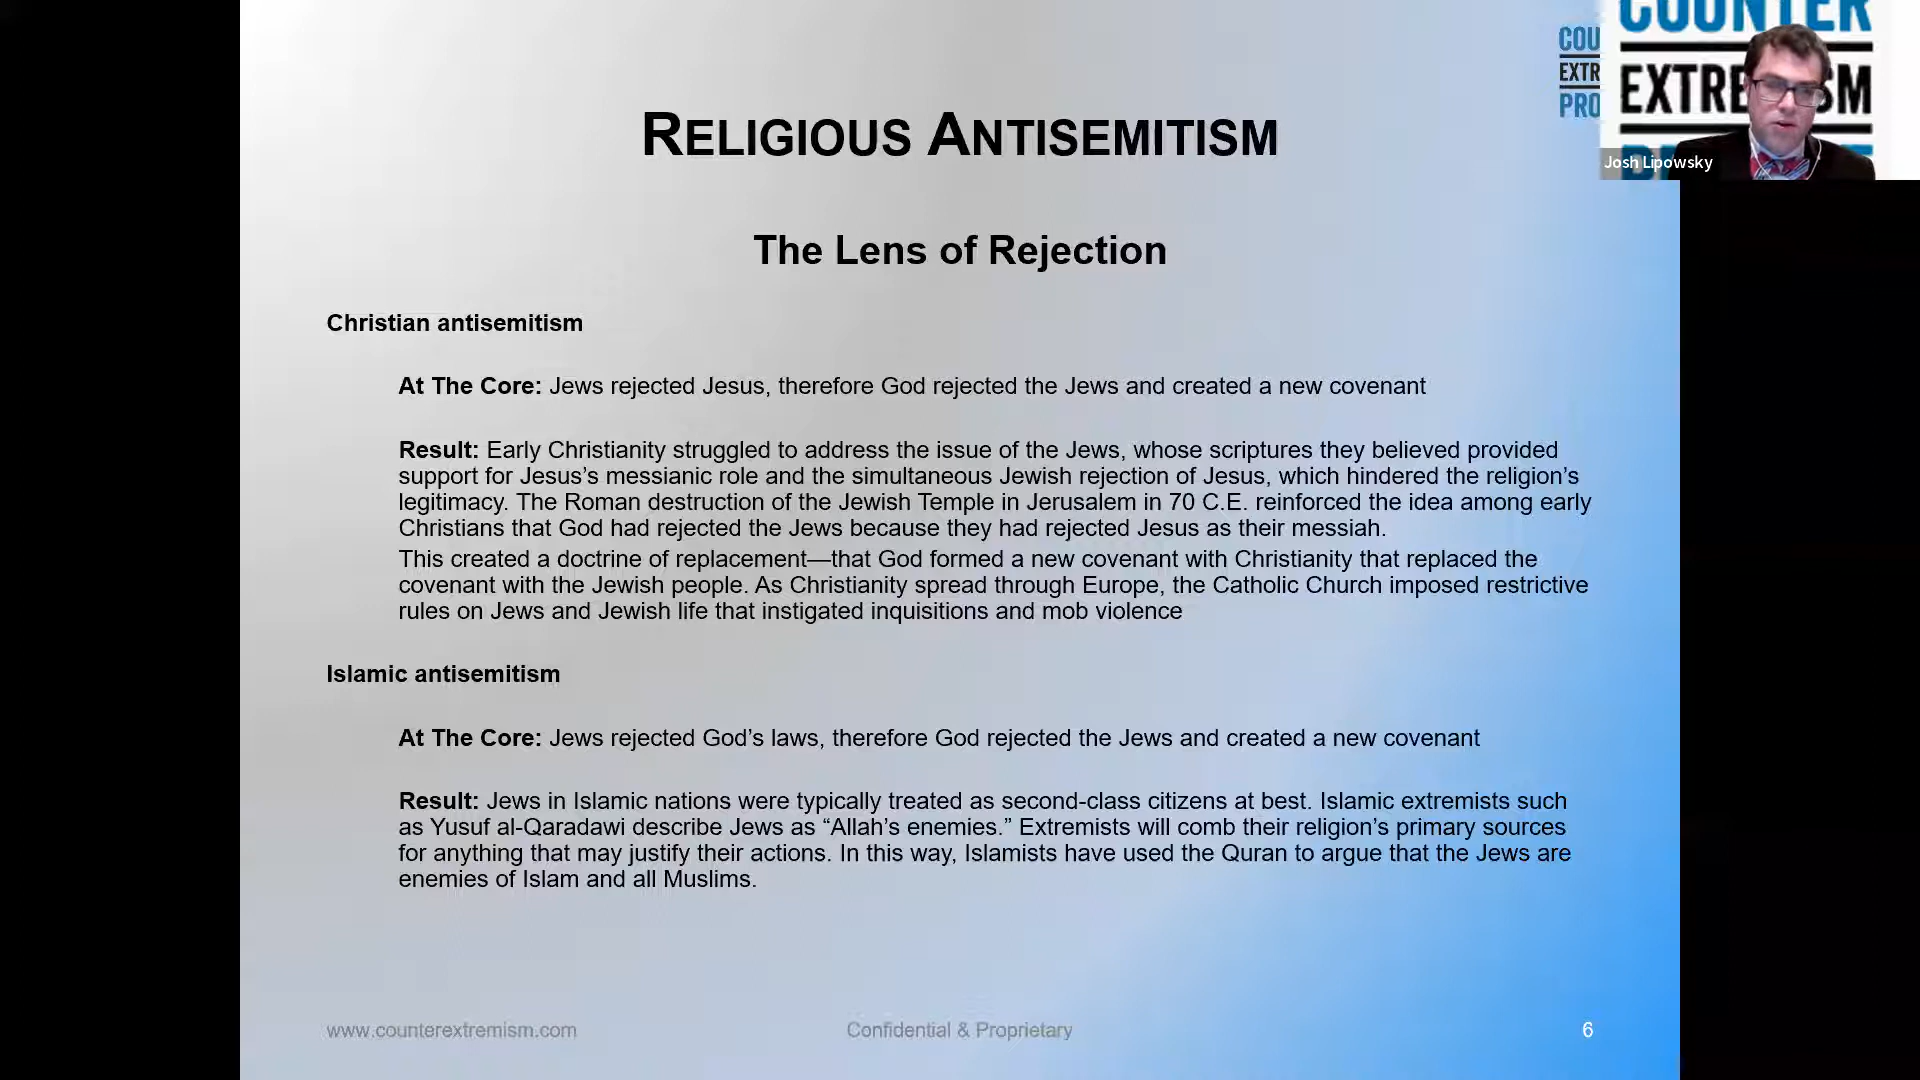 RELIGIOUS ANTISEMITISM
The Lens of Rejection
Christian antisemitism
At The Core: Jews rejected Jesus, therefore God rejected the Jews and created a new covenant
Result: Early Christianity struggled to address the issue of the Jews, whose scriptures they believed provided
support for Jesus’s messianic role and the simultaneous Jewish rejection of Jesus, which hindered the religion’s
legitimacy. The Roman destruction of the Jewish Temple in Jerusalem in 70 C.E. reinforced the idea among early
Christians that God had rejected the Jews because they had rejected Jesus as their messiah.
This created a doctrine of replacement—that God formed a new covenant with Christianity that replaced the
covenant with the Jewish people. As Christianity spread through Europe, the Catholic Church imposed restrictive
rules on Jews and Jewish life that instigated inquisitions and mob violence
Islamic antisemitism
At The Core: Jews rejected God’s laws, therefore God rejected the Jews and created a new covenant
Result: Jews in Islamic nations were typically treated as second-class citizens at best. Islamic extremists such
as Yusuf al-Qaradawi describe Jews as “Allah’s enemies.” Extremists will comb their religion’s primary sources
for anything that may justify their actions. In this way, Islamists have used the Quran to argue that the Jews are
enemies of Islam and all Muslims.
www.counterextremism.com
Confidential & Proprietary
6
COU
EXTR
PRO
COUNTER
Josh Lipowsky